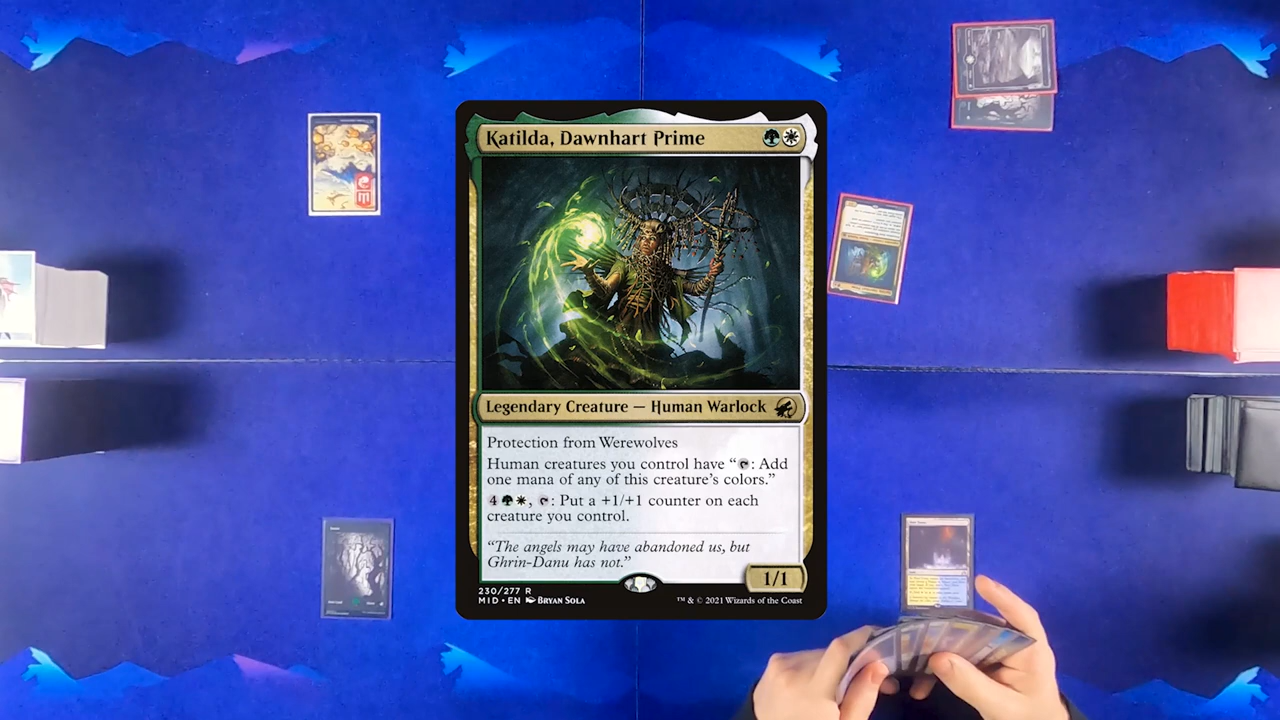 Katilda, Dawnhart Prime
Legendary Creature — Human Warlock
Protection from Werewolves
Human creatures you control have “: Add
one mana of any of this creature's colors.”
4, : Put a +1/+1 counter on each
creature you control.
“The angels may have abandoned us, but
Ghrin-Danu has not.”
1/1
230/277 R
MID • EN BRYAN SOLA
™ & © 2021 Wizards of the Coast